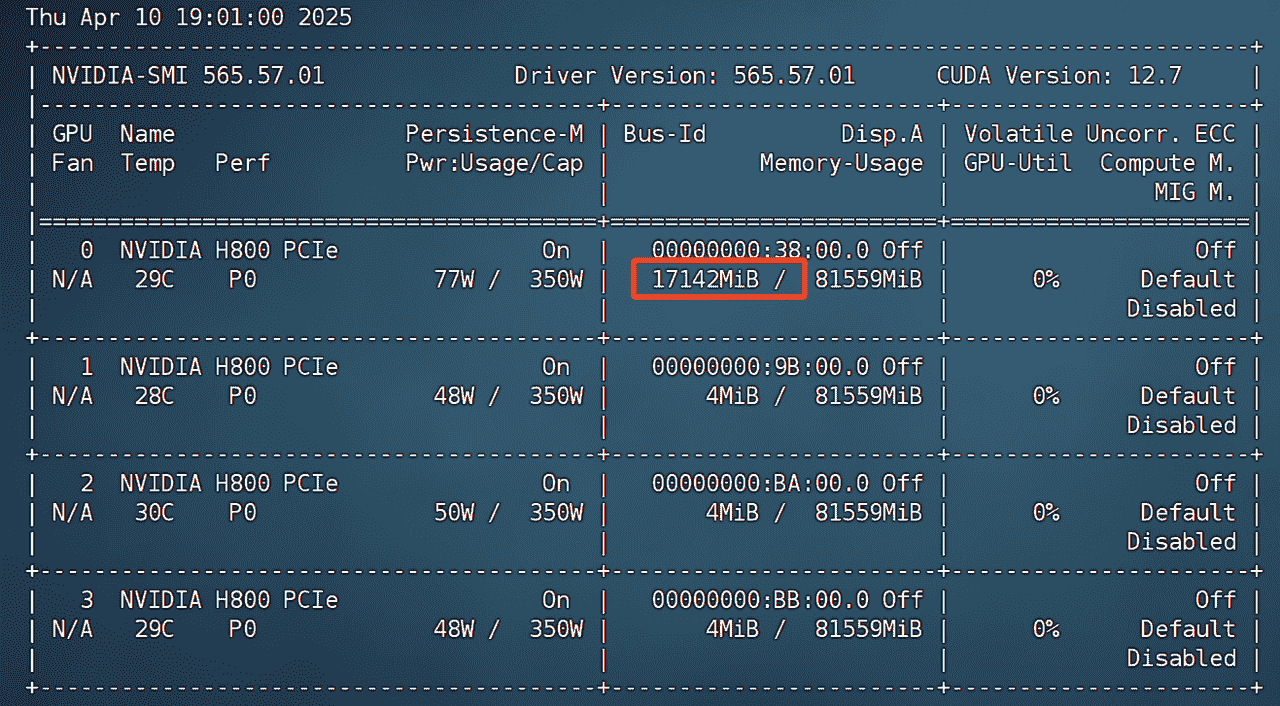 Thu Apr 10 19:01:00 2025
+-----------------------------------------------------------------------------------------+
| NVIDIA-SMI 565.57.01              Driver Version: 565.57.01      CUDA Version: 12.7     |
|-----------------------------------------+------------------------+----------------------+
| GPU  Name                 Persistence-M | Bus-Id          Disp.A | Volatile Uncorr. ECC |
| Fan  Temp   Perf          Pwr:Usage/Cap |           Memory-Usage | GPU-Util  Compute M. |
|                                         |                        |               MIG M. |
|=========================================+========================+======================|
|   0  NVIDIA H800 PCIe               On  |   00000000:38:00.0 Off |                  Off |
| N/A   29C    P0             77W /  350W |   17142MiB /  81559MiB |      0%      Default |
|                                         |                        |             Disabled |
+-----------------------------------------+------------------------+----------------------+
|   1  NVIDIA H800 PCIe               On  |   00000000:9B:00.0 Off |                  Off |
| N/A   28C    P0             48W /  350W |       4MiB /  81559MiB |      0%      Default |
|                                         |                        |             Disabled |
+-----------------------------------------+------------------------+----------------------+
|   2  NVIDIA H800 PCIe               On  |   00000000:BA:00.0 Off |                  Off |
| N/A   30C    P0             50W /  350W |       4MiB /  81559MiB |      0%      Default |
|                                         |                        |             Disabled |
+-----------------------------------------+------------------------+----------------------+
|   3  NVIDIA H800 PCIe               On  |   00000000:BB:00.0 Off |                  Off |
| N/A   29C    P0             48W /  350W |       4MiB /  81559MiB |      0%      Default |
|                                         |                        |             Disabled |
+-----------------------------------------+------------------------+----------------------+